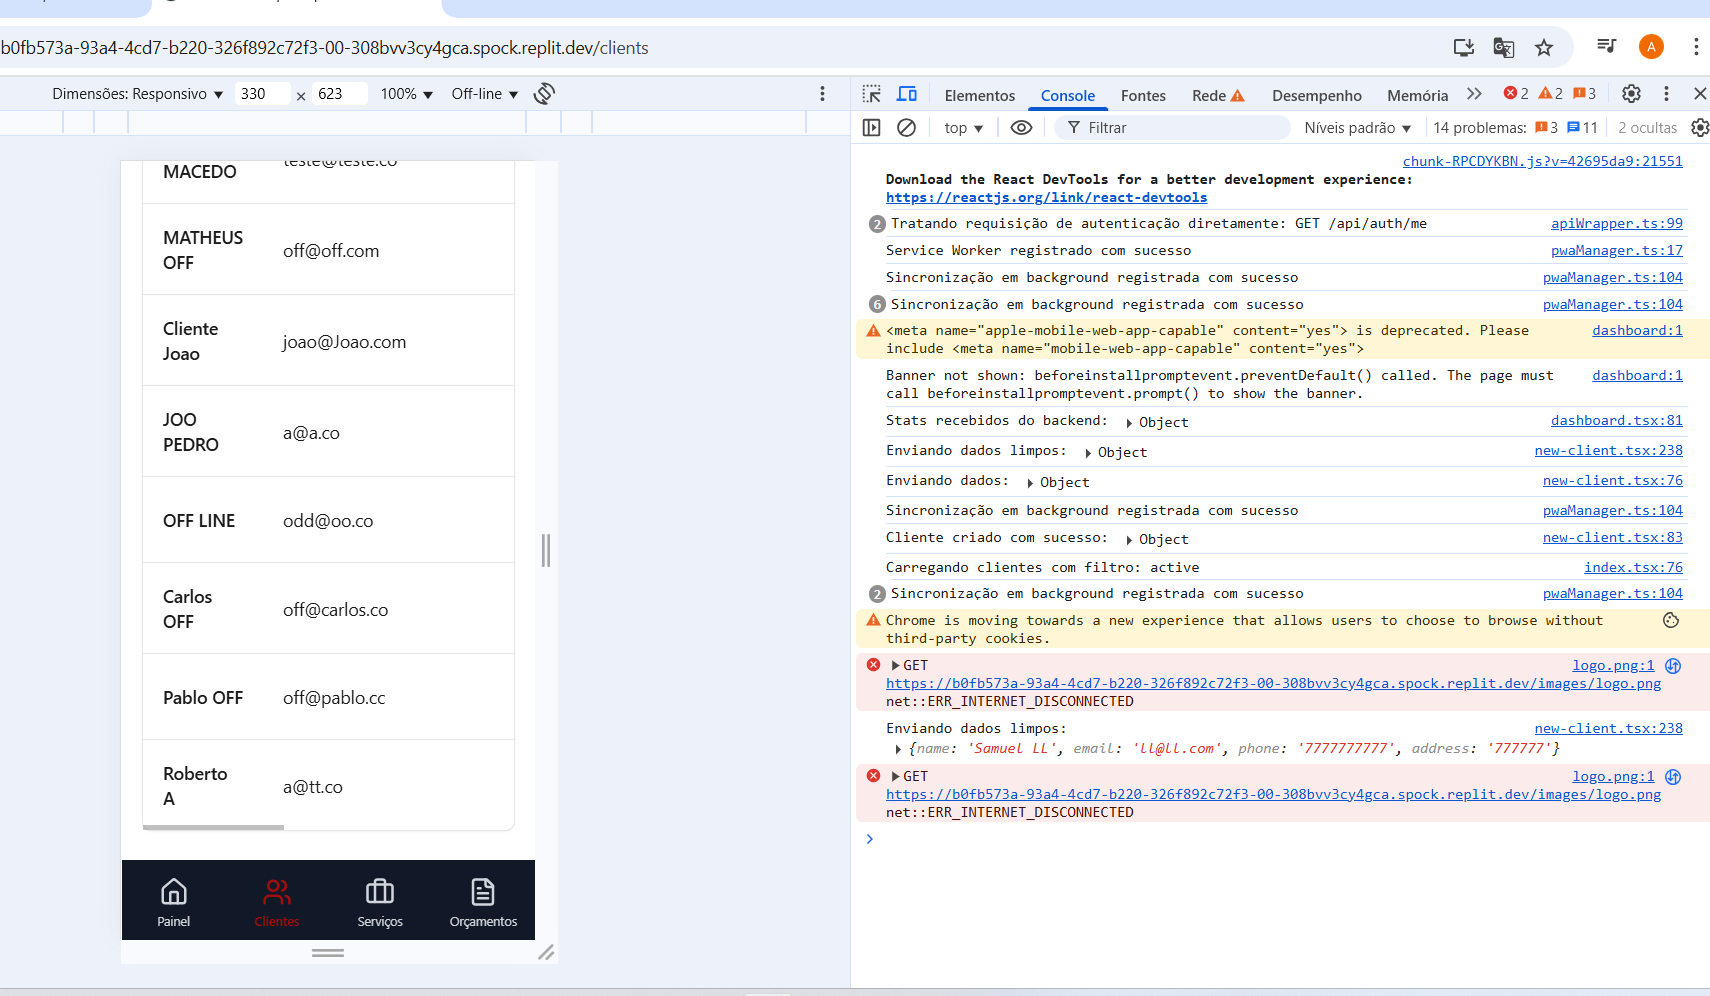 b0fb573a-93a4-4cd7-b220-326f892c72f3-00-308bvv3cy4gca.spock.replit.dev/clients
A
Dimensões: Responsivo ▼ 330 × 623 100% ▼ Off-line ▼
Elementos Console Fontes Rede Desempenho Memória 2 2 3
top ▼ Filtrar Níveis padrão ▼ 14 problemas: 3 11 2 ocultas
MACEDO teste@teste.co
MATHEUS
OFF
off@off.com
Cliente
Joao
joao@Joao.com
JOO
PEDRO
a@a.co
OFF LINE odd@oo.co
Carlos
OFF
off@carlos.co
Pablo OFF off@pablo.cc
Roberto
A
a@tt.co
Painel Clientes Serviços Orçamentos
chunk-RPCDYKBN.js?v=42695da9:21551
Download the React DevTools for a better development experience:
https://reactjs.org/link/react-devtools
2 Tratando requisição de autenticação diretamente: GET /api/auth/me apiWrapper.ts:99
Service Worker registrado com sucesso pwaManager.ts:17
Sincronização em background registrada com sucesso pwaManager.ts:104
6 Sincronização em background registrada com sucesso pwaManager.ts:104
<meta name="apple-mobile-web-app-capable" content="yes"> is deprecated. Please dashboard:1
include <meta name="mobile-web-app-capable" content="yes">
Banner not shown: beforeinstallpromptevent.preventDefault() called. The page must dashboard:1
call beforeinstallpromptevent.prompt() to show the banner.
Stats recebidos do backend: ▶ Object dashboard.tsx:81
Enviando dados limpos: ▶ Object new-client.tsx:238
Enviando dados: ▶ Object new-client.tsx:76
Sincronização em background registrada com sucesso pwaManager.ts:104
Cliente criado com sucesso: ▶ Object new-client.tsx:83
Carregando clientes com filtro: active index.tsx:76
2 Sincronização em background registrada com sucesso pwaManager.ts:104
Chrome is moving towards a new experience that allows users to choose to browse without
third-party cookies.
▶ GET logo.png:1
https://b0fb573a-93a4-4cd7-b220-326f892c72f3-00-308bvv3cy4gca.spock.replit.dev/images/logo.png
net::ERR_INTERNET_DISCONNECTED
Enviando dados limpos: new-client.tsx:238
▶ {name: 'Samuel LL', email: 'll@ll.com', phone: '7777777777', address: '777777'}
▶ GET logo.png:1
https://b0fb573a-93a4-4cd7-b220-326f892c72f3-00-308bvv3cy4gca.spock.replit.dev/images/logo.png
net::ERR_INTERNET_DISCONNECTED